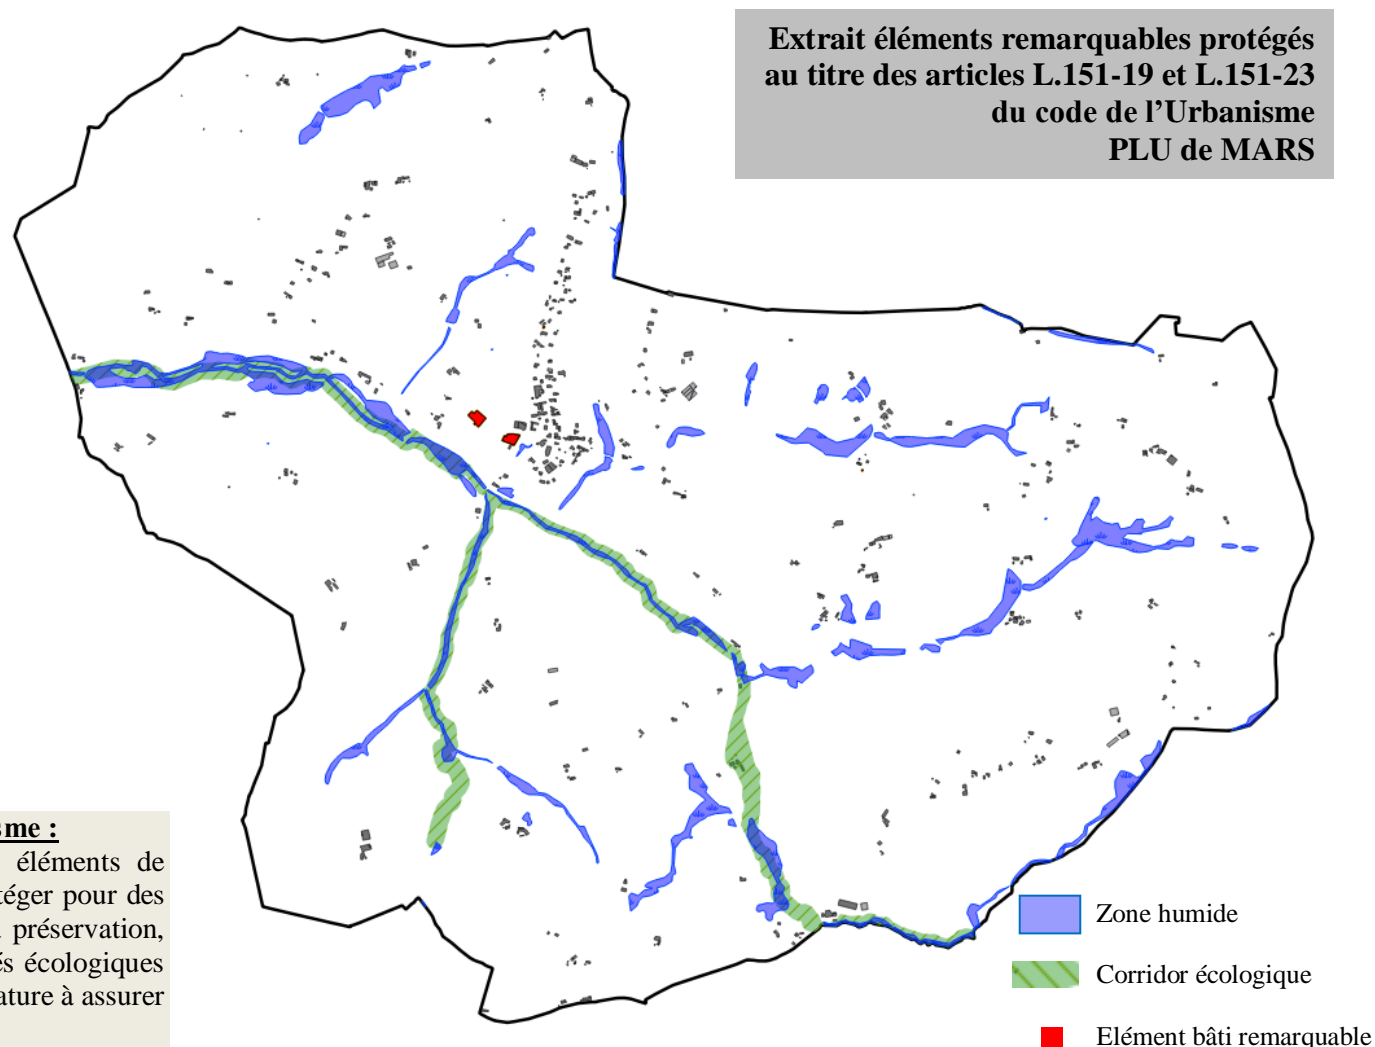 Extrait éléments remarquables protégés
au titre des articles L.151-19 et L.151-23
du code de l’Urbanisme
PLU de MARS
sme :
éléments de
téger pour des
préservation,
és écologiques
ature à assurer
Zone humide
Corridor écologique
Elément bâti remarquable